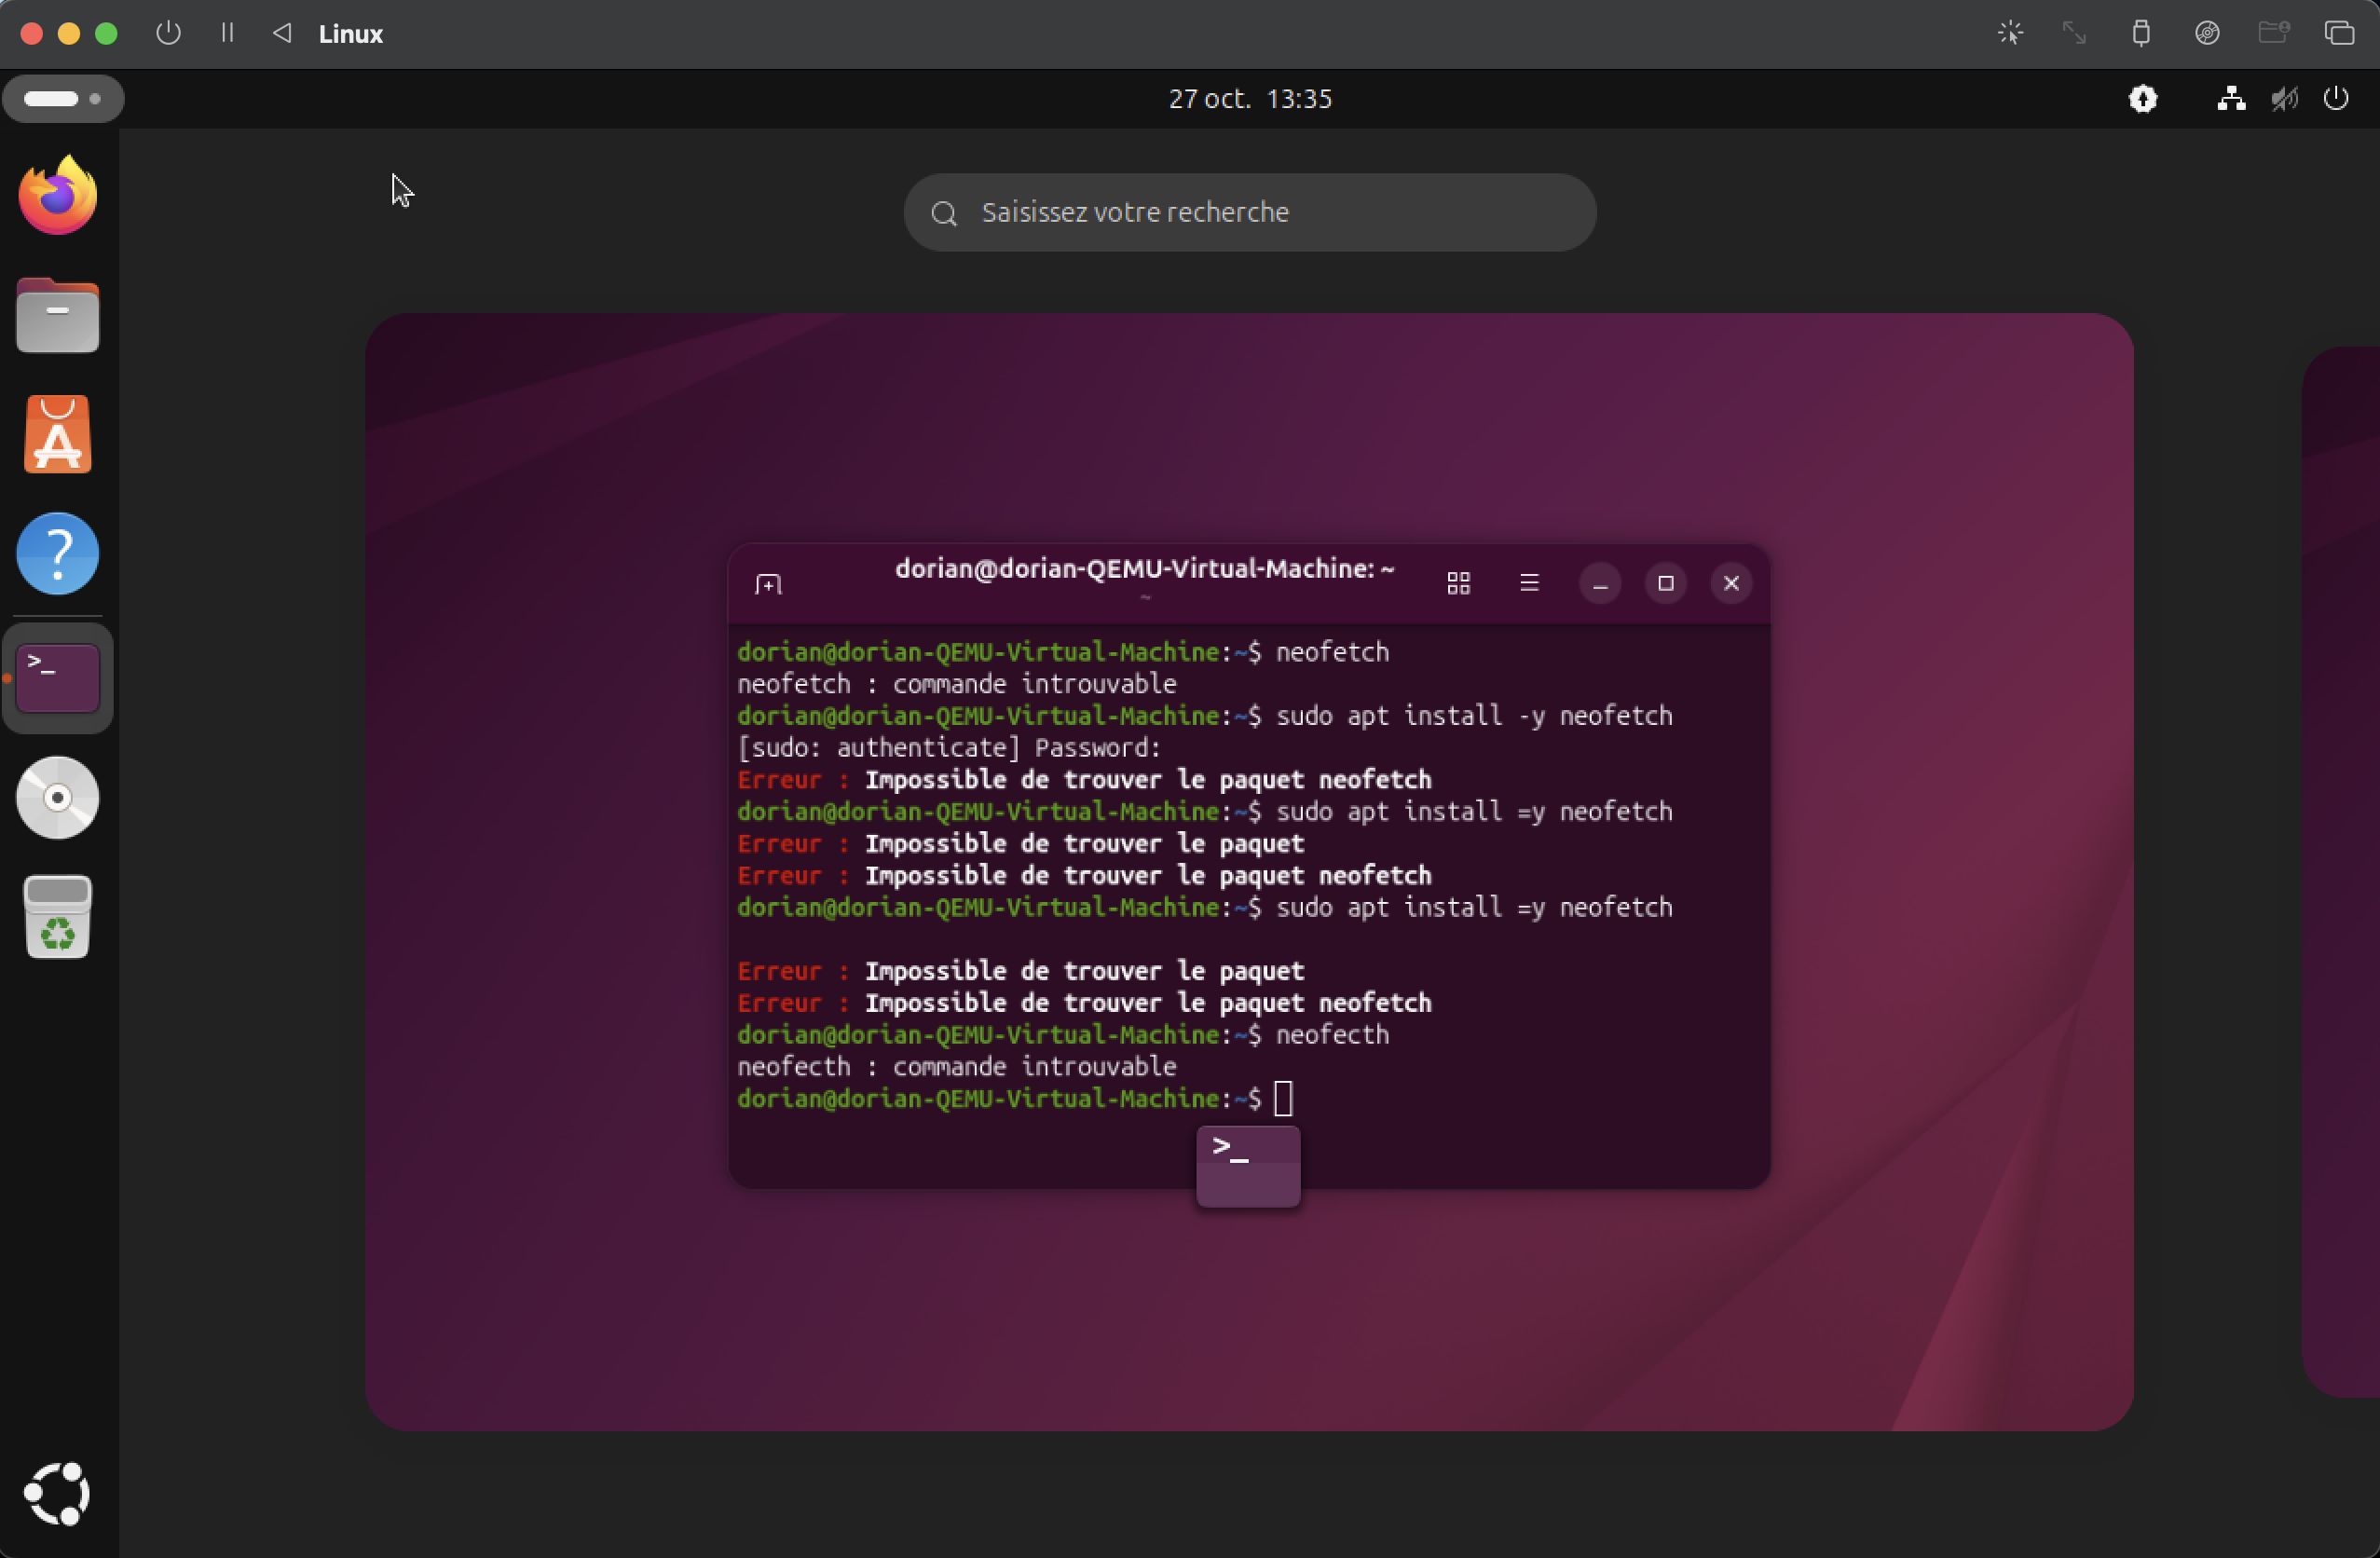 Linux
27 oct. 13:35
Saisissez votre recherche
dorian@dorian-QEMU-Virtual-Machine: ~
~
dorian@dorian-QEMU-Virtual-Machine:~$ neofetch
neofetch : commande introuvable
dorian@dorian-QEMU-Virtual-Machine:~$ sudo apt install -y neofetch
[sudo: authenticate] Password:
Erreur : Impossible de trouver le paquet neofetch
dorian@dorian-QEMU-Virtual-Machine:~$ sudo apt install =y neofetch
Erreur : Impossible de trouver le paquet
Erreur : Impossible de trouver le paquet neofetch
dorian@dorian-QEMU-Virtual-Machine:~$ sudo apt install =y neofetch
Erreur : Impossible de trouver le paquet
Erreur : Impossible de trouver le paquet neofetch
dorian@dorian-QEMU-Virtual-Machine:~$ neofecth
neofecth : commande introuvable
dorian@dorian-QEMU-Virtual-Machine:~$